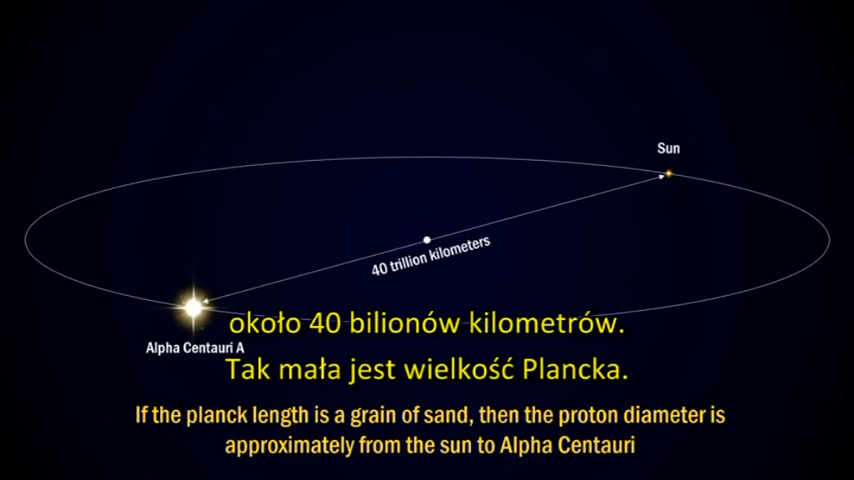 Sun
40 trillion kilometers
około 40 bilionów kilometrów.
Alpha Centauri A
Tak mała jest wielkość Plancka.
If the planck length is a grain of sand, then the proton diameter is
approximately from the sun to Alpha Centauri